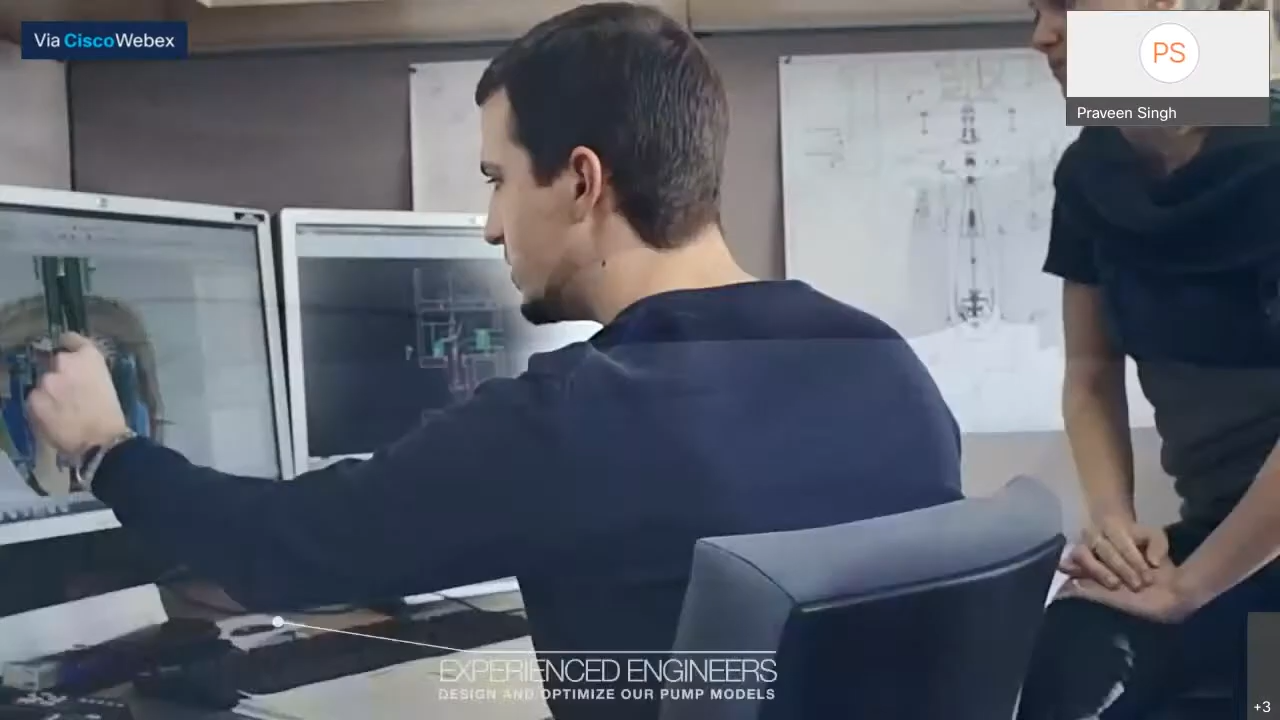 Via CiscoWebex
PS
Praveen Singh
EXPERIENCED ENGINEERS
DESIGN AND OPTIMIZE OUR PUMP MODELS
+3